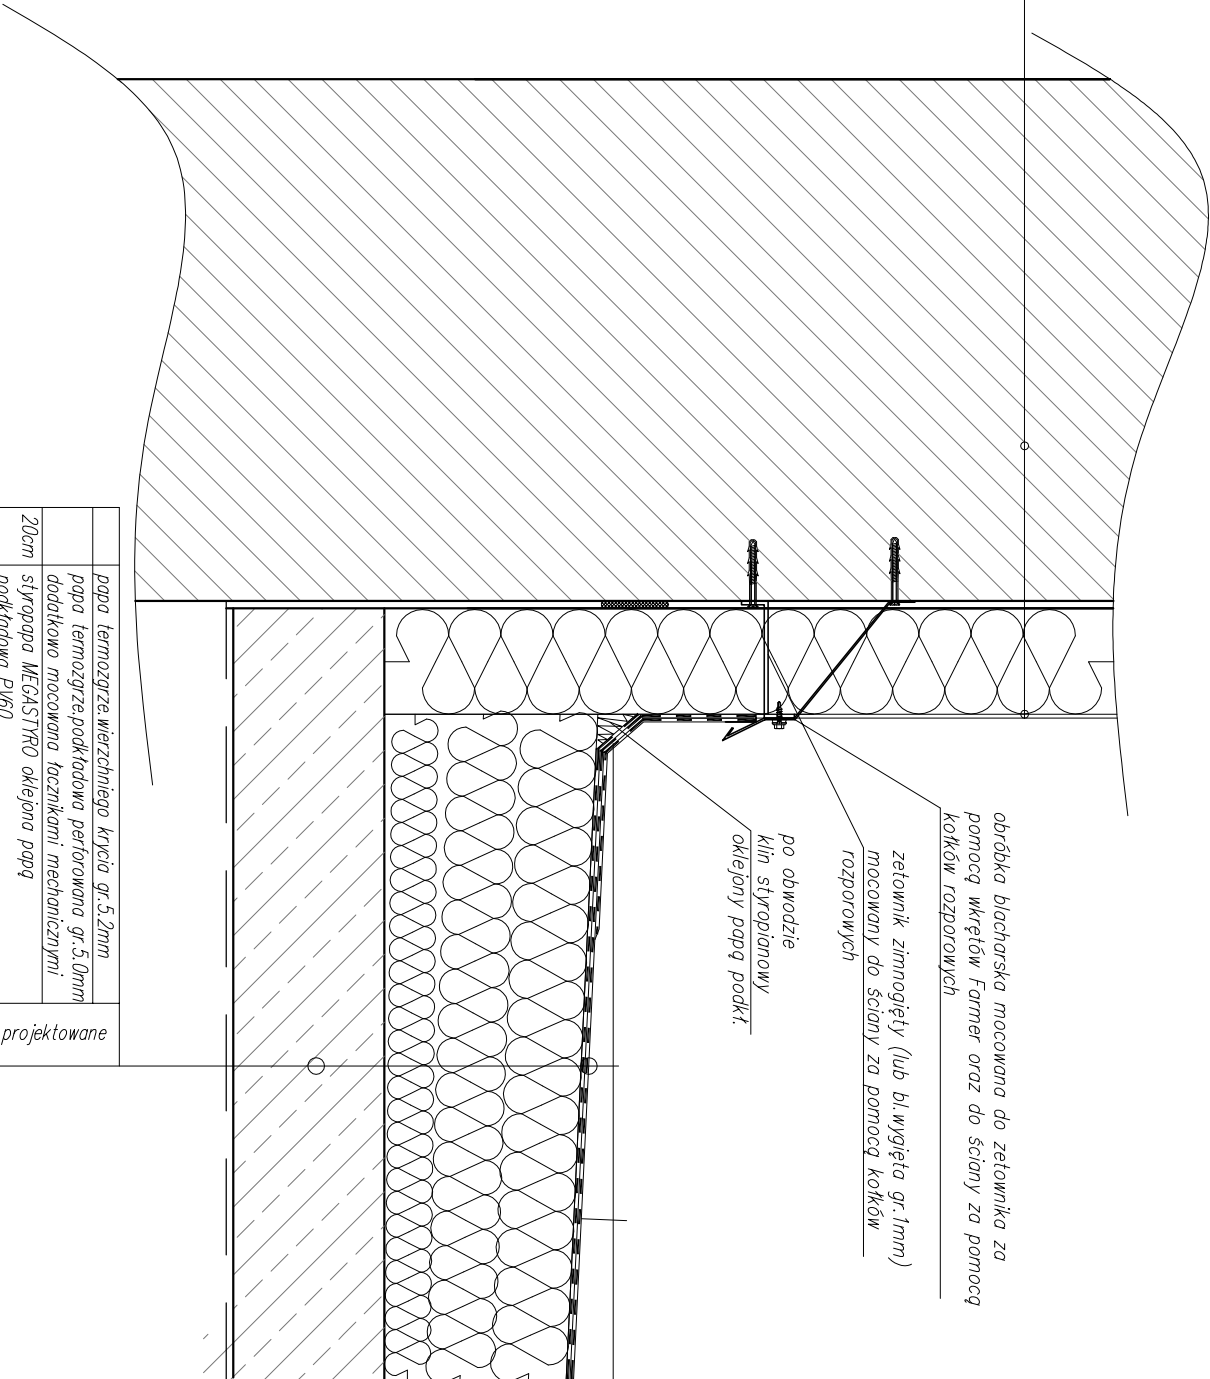 obróbka blacharska mocowana do zetownika za
pomocą wkrętów Farmer oraz do ściany za pomocą
kołków rozporowych
zetownik zimnogięty (lub bl.wygięta gr.1mm)
mocowany do ściany za pomocą kołków
rozporowych
po obwodzie
klin styropianowy
oklejony papą podkł.
papa termozgrze.wierzchniego krycia gr.5.2mm
papa termozgrze.podkładowa perforowana gr.5.0mm
dodatkowo mocowana łacznikami mechanicznymi
20cm styropapa MEGASTYRO oklejona papą
podkładową PV60
projektowane